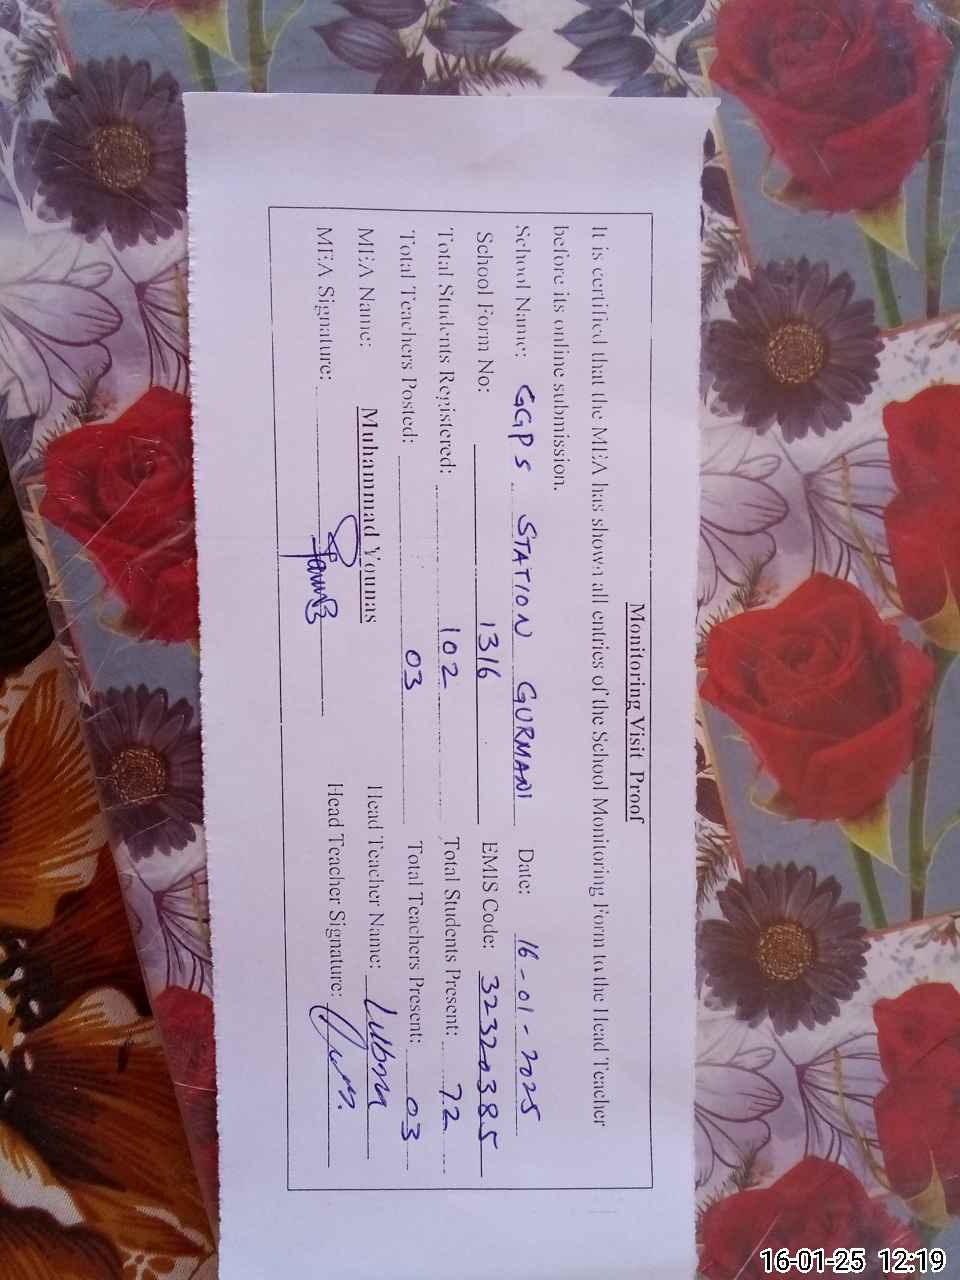 Monitoring Visit Proof
It is certified that the MEA has shown all entries of the School Monitoring Form to the Head Teacher
before its online submission.
School Name: GGPS STATION GURMANI Date: 16-01-2025
School Form No: 1316 EMIS Code: 32320385
Total Students Registered: 102 Total Students Present: 72
Total Teachers Posted: 03 Total Teachers Present: 03
MEA Name: Muhammad Younas Head Teacher Name: Lubna
MEA Signature: Head Teacher Signature:
16-01-25 12:19